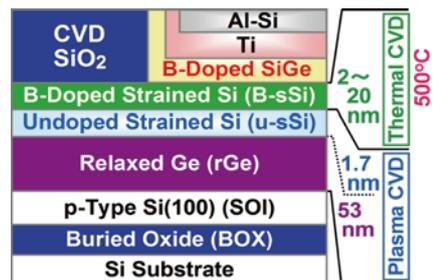 CVD
SiO2
Al-Si
Ti
B-Doped SiGe
B-Doped Strained Si (B-sSi)
Undoped Strained Si (u-sSi)
Relaxed Ge (rGe)
p-Type Si(100) (SOI)
Buried Oxide (BOX)
Si Substrate
2～
20
nm
1.7
nm
53
nm
Thermal CVD
500℃
Plasma CVD